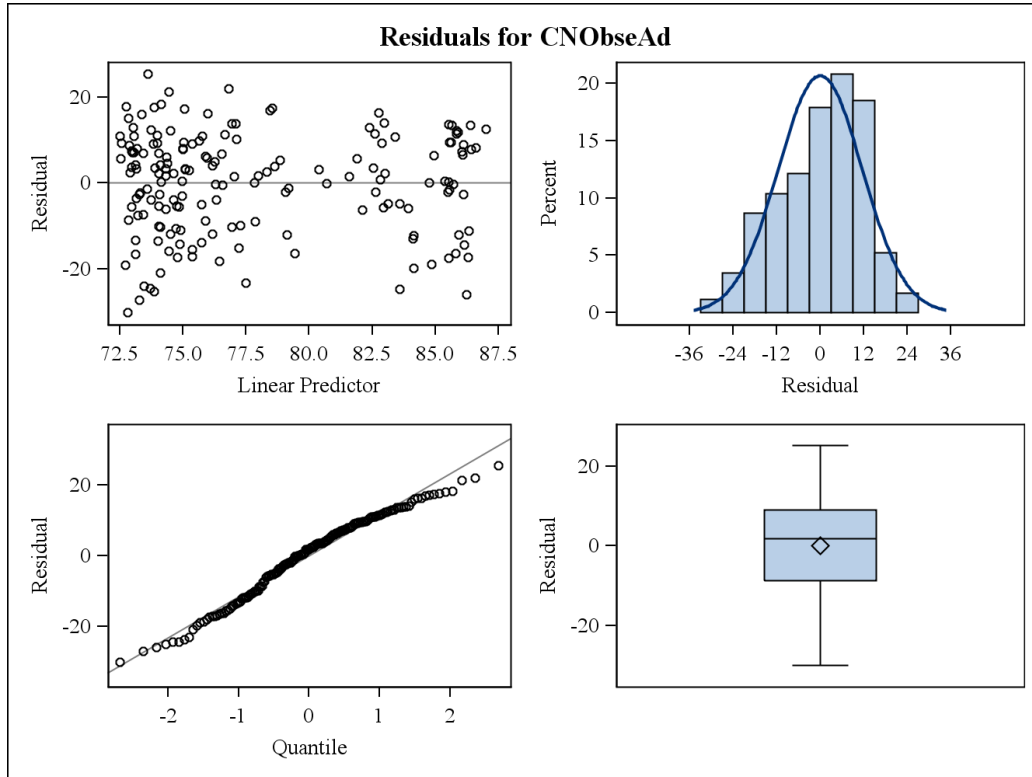 Residuals for CNObseAd
Residual
20
0
-20
72.5 75.0 77.5 80.0 82.5 85.0 87.5
Linear Predictor
Percent
20
15
10
5
0
-36 -24 -12 0 12 24 36
Residual
Residual
20
0
-20
-2 -1 0 1 2
Quantile
Residual
20
0
-20